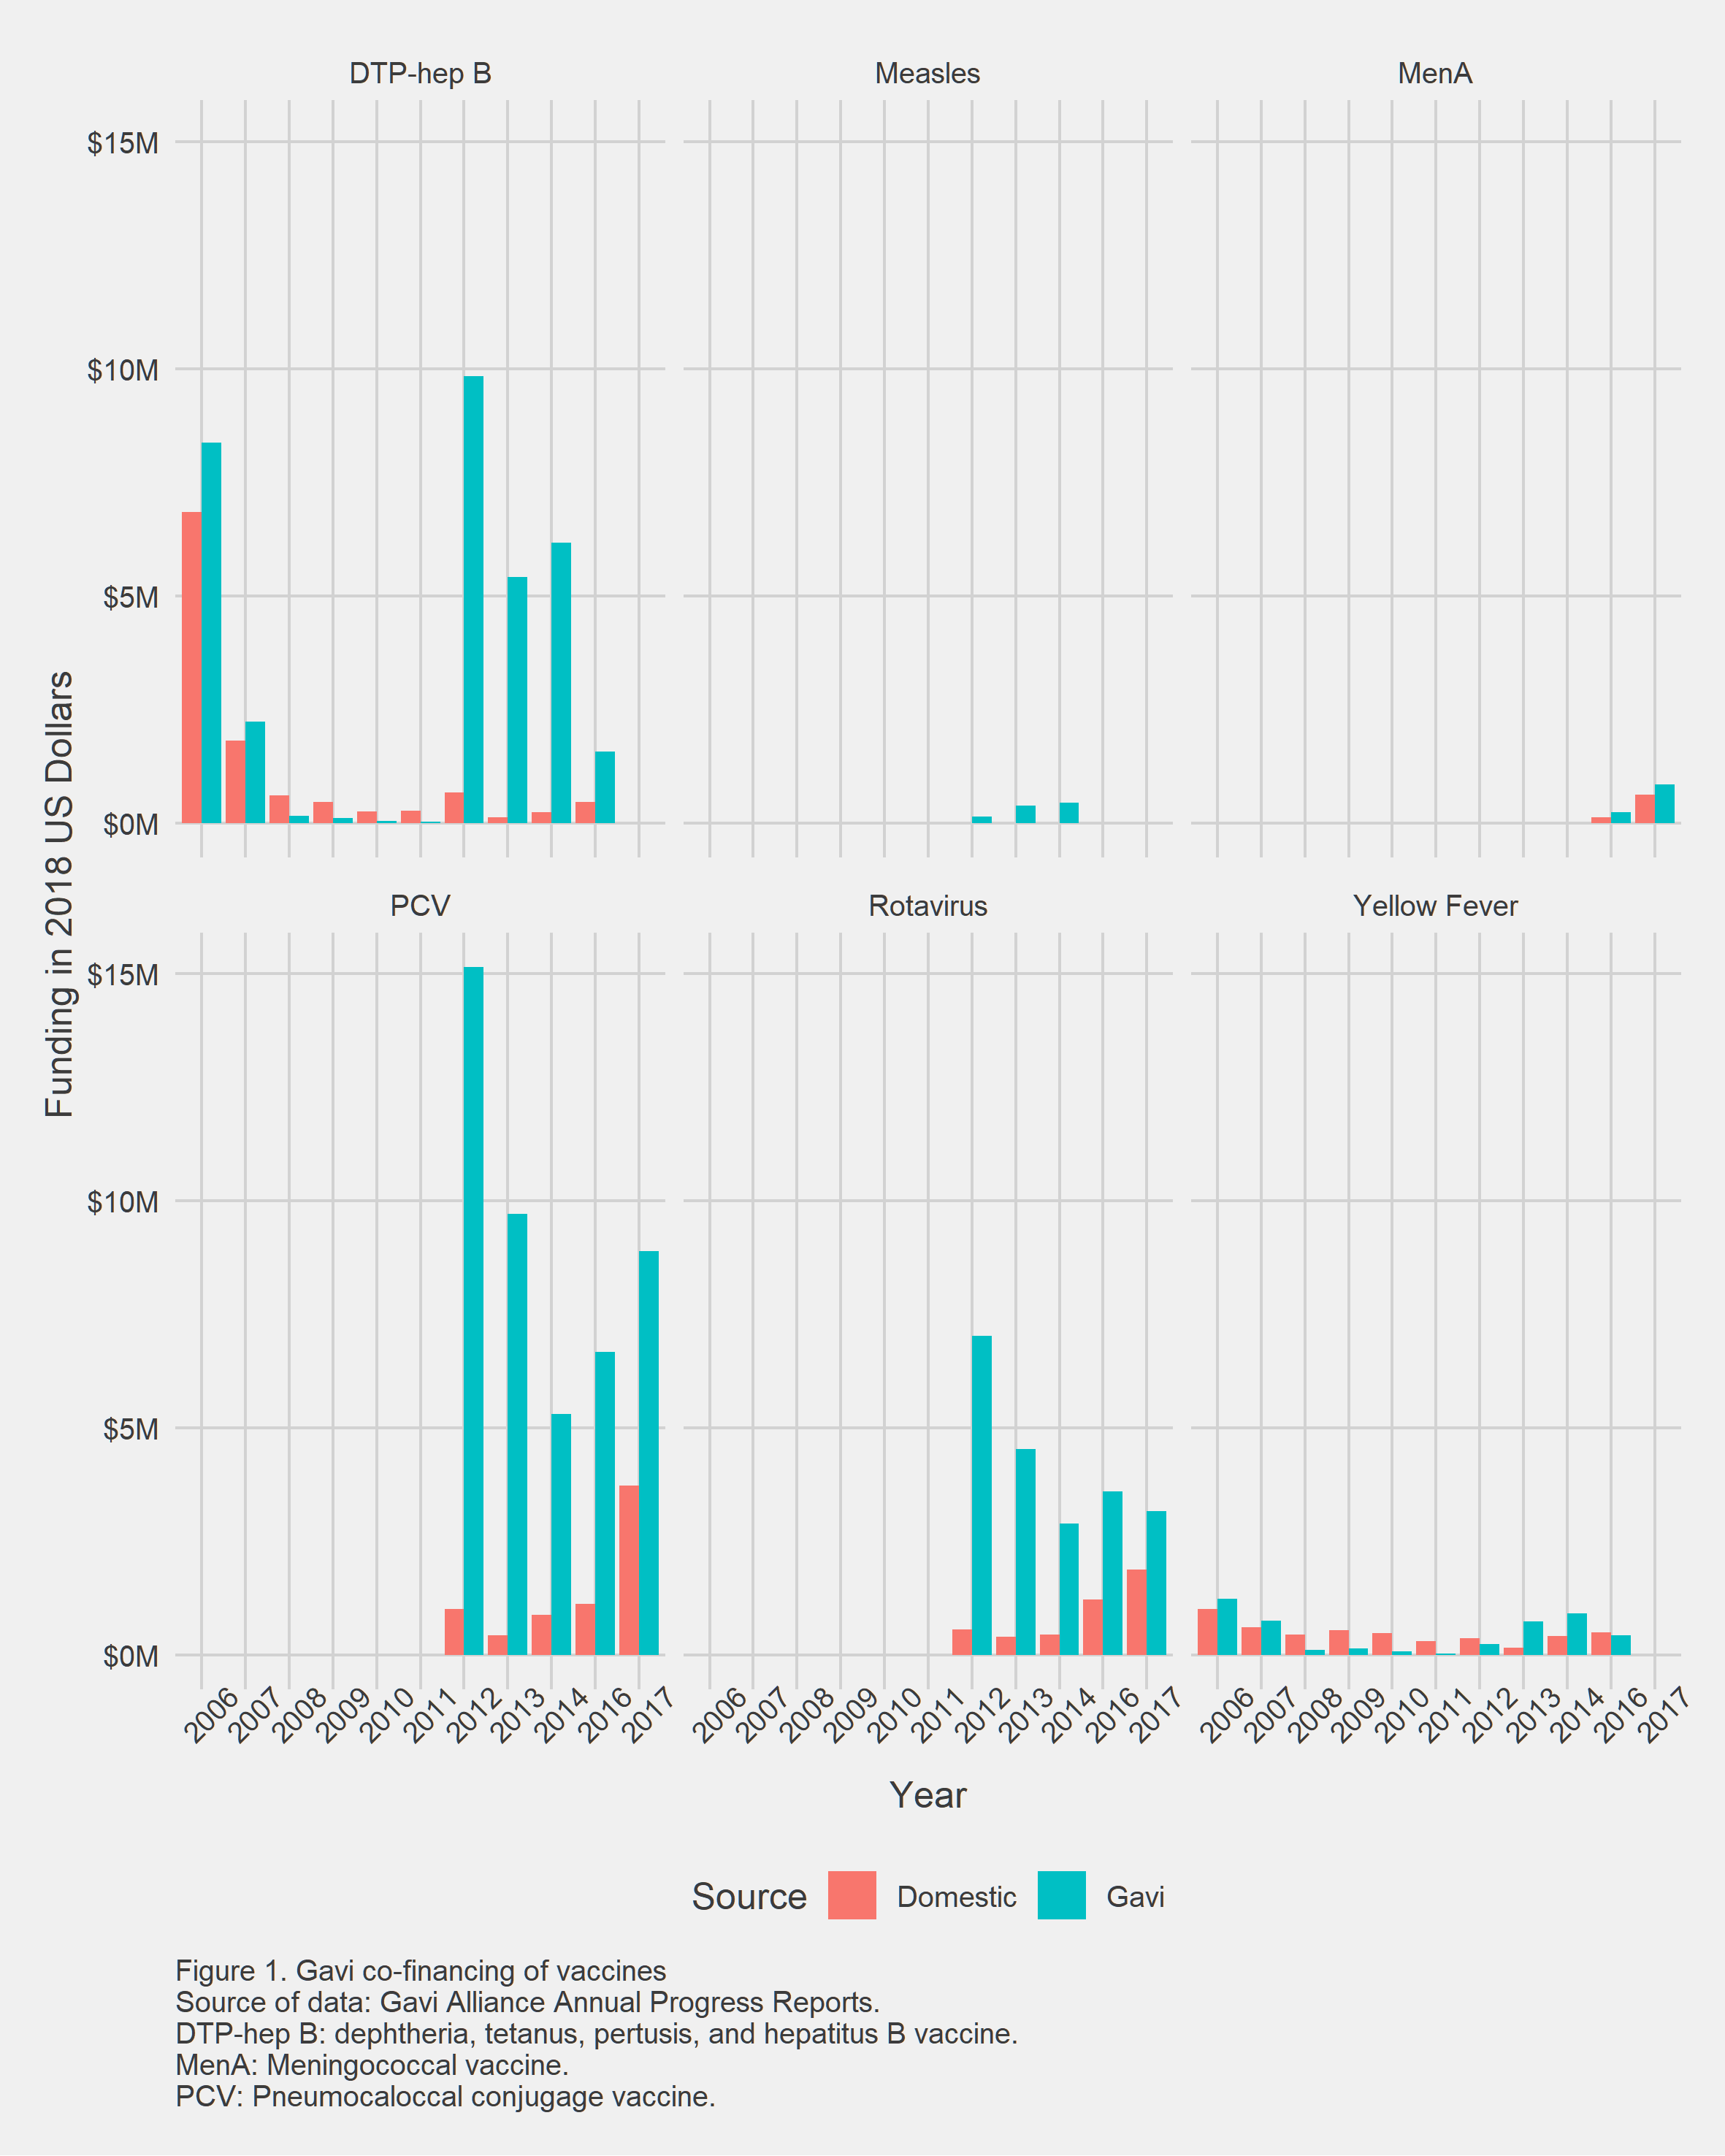 DTP-hep B
Measles
MenA
$15M
$10M
$5M
$0M
Funding in 2018 US Dollars
PCV
Rotavirus
Yellow Fever
$15M
$10M
$5M
$0M
2006 2007 2008 2009 2010 2011 2012 2013 2014 2016 2017
2006 2007 2008 2009 2010 2011 2012 2013 2014 2016 2017
2006 2007 2008 2009 2010 2011 2012 2013 2014 2016 2017
Year
Source Domestic Gavi
Figure 1. Gavi co-financing of vaccines
Source of data: Gavi Alliance Annual Progress Reports.
DTP-hep B: dephtheria, tetanus, pertusis, and hepatitus B vaccine.
MenA: Meningococcal vaccine.
PCV: Pneumocaloccal conjugage vaccine.